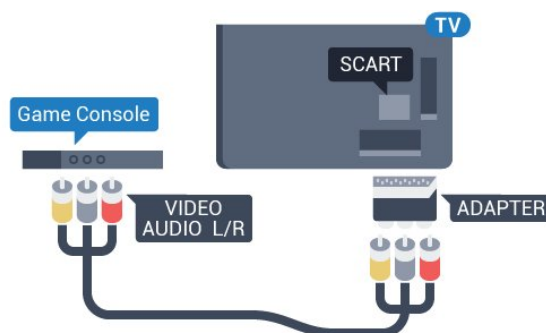 TV
SCART
Game Console
VIDEO
AUDIO L/R
ADAPTER